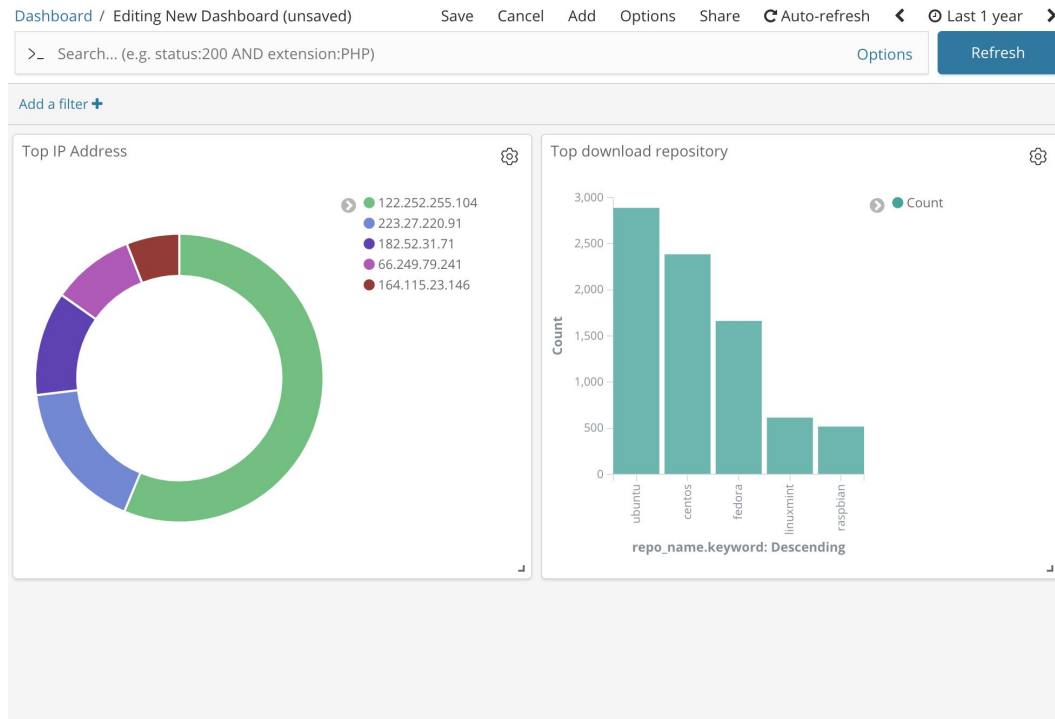 Dashboard / Editing New Dashboard (unsaved) Save Cancel Add Options Share Auto-refresh Last 1 year
>_ Search... (e.g. status:200 AND extension:PHP) Options Refresh
Add a filter +
Top IP Address
122.252.255.104
223.27.220.91
182.52.31.71
66.249.79.241
164.115.23.146
Top download repository
3,000
2,500
2,000
1,500
1,000
500
0
Count
ubuntu
centos
fedora
linuxmint
raspbian
repo_name.keyword: Descending
Count